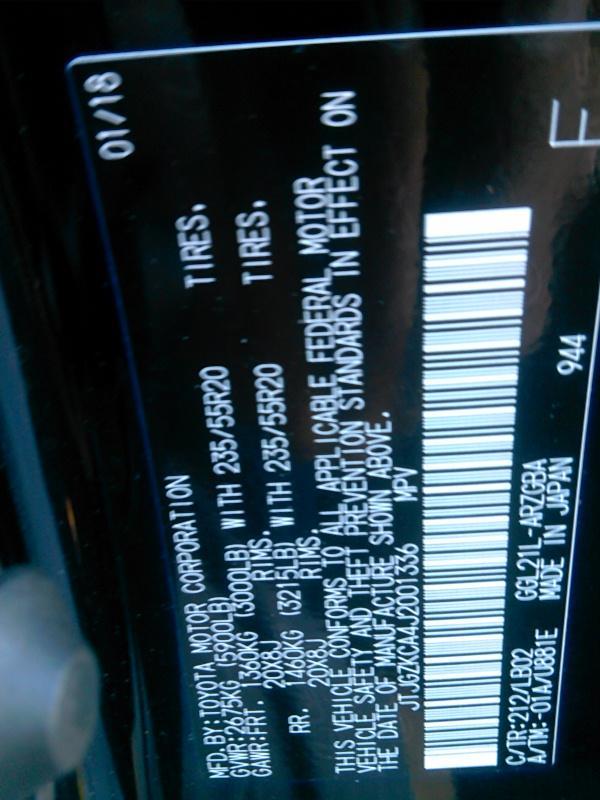 01/18
MFD.BY:TOYOTA MOTOR CORPORATION
GVWR:2675KG (5900LB)
GAWR:FRT. 1360KG (3000LB) WITH 235/55R20 TIRES,
20X8J RIMS,
RR. 1460KG (3215LB) WITH 235/55R20 TIRES,
20X8J RIMS.
THIS VEHICLE CONFORMS TO ALL APPLICABLE FEDERAL MOTOR
VEHICLE SAFETY AND THEFT PREVENTION STANDARDS IN EFFECT ON
THE DATE OF MANUFACTURE SHOWN ABOVE.
JTJGZKCA4J2001336 MPV
C/TR:212/LB02 GGL21L-ARZGBA
A/TM:-01A/U881E MADE IN JAPAN 944
F